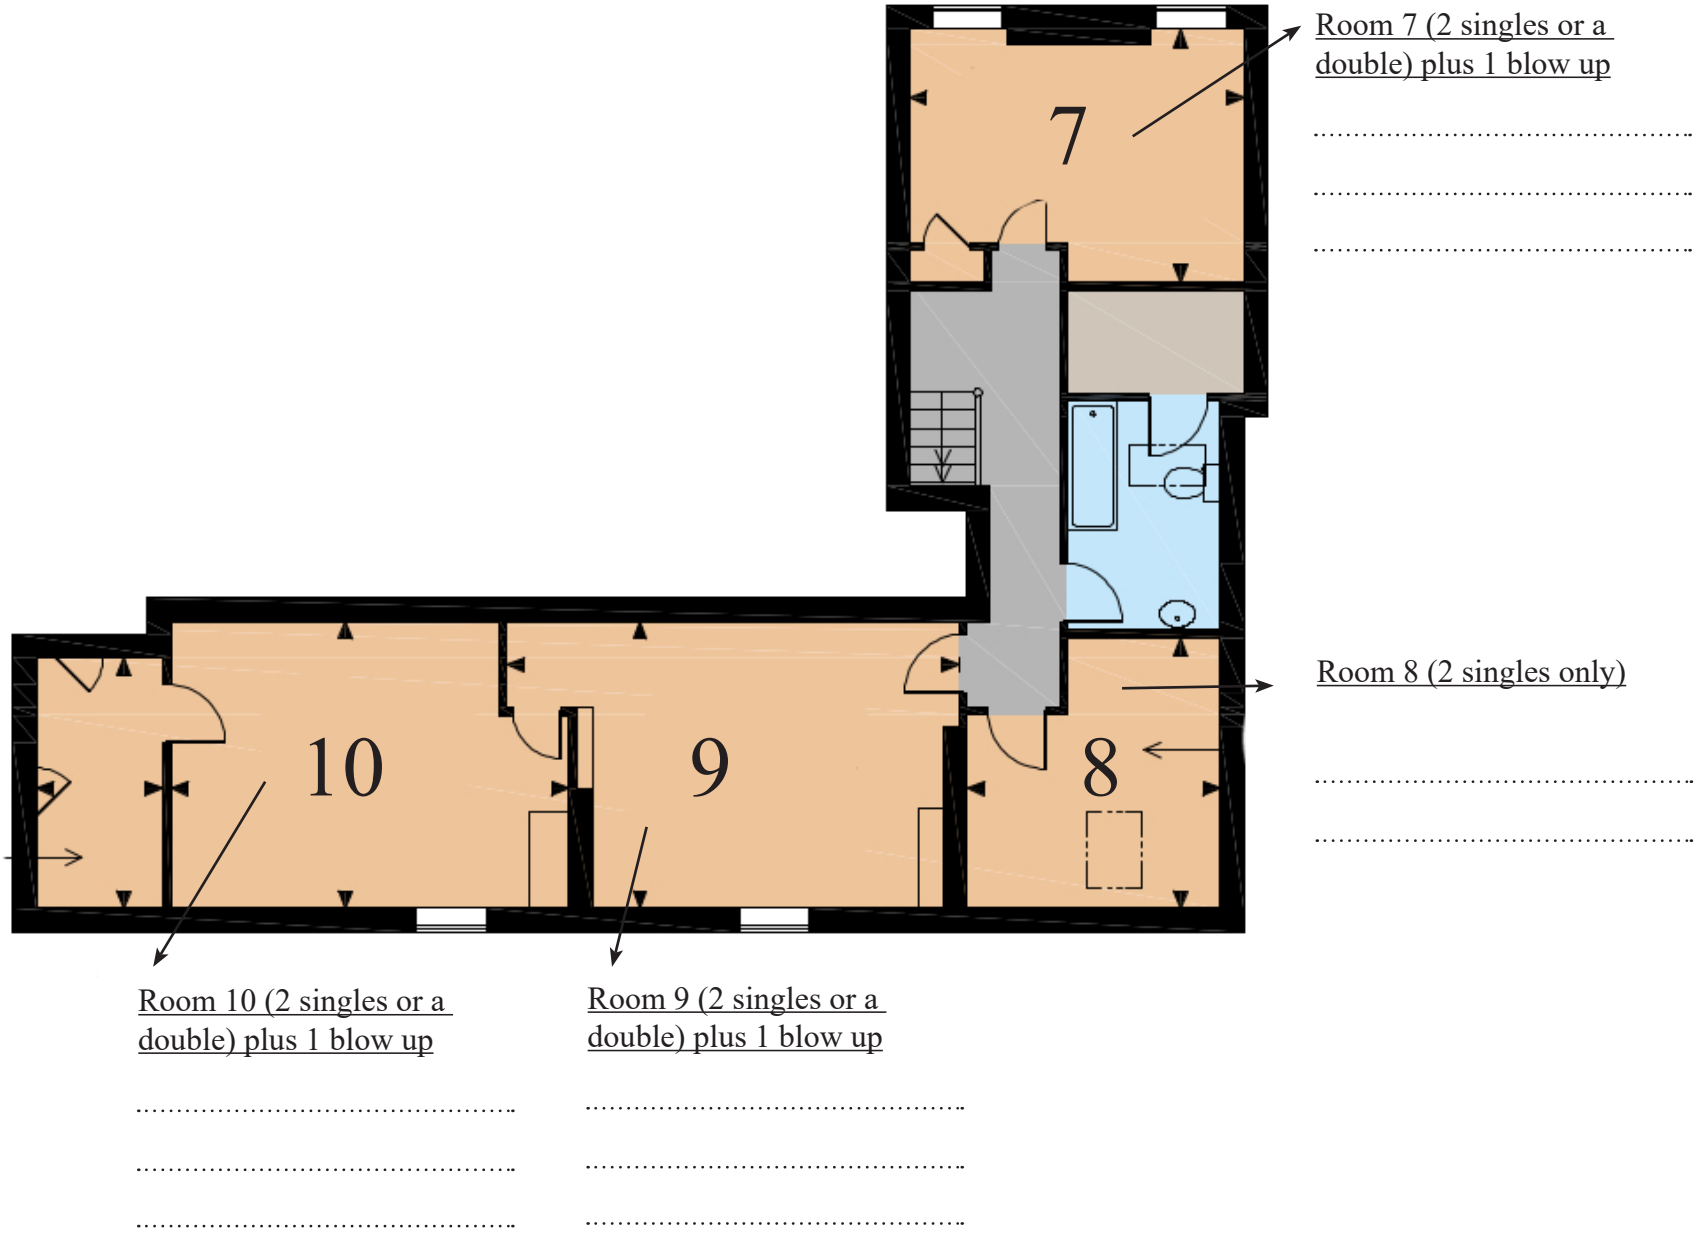 Room 7 (2 singles or a
double) plus 1 blow up
7
Room 8 (2 singles only)
10
9
8
Room 10 (2 singles or a
double) plus 1 blow up
Room 9 (2 singles or a
double) plus 1 blow up